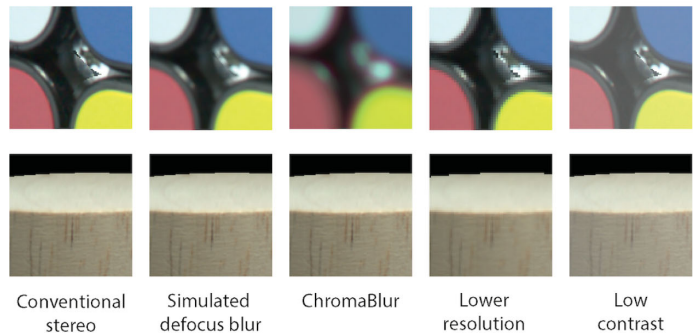 Conventional
stereo
Simulated
defocus blur
ChromaBlur
Lower
resolution
Low
contrast